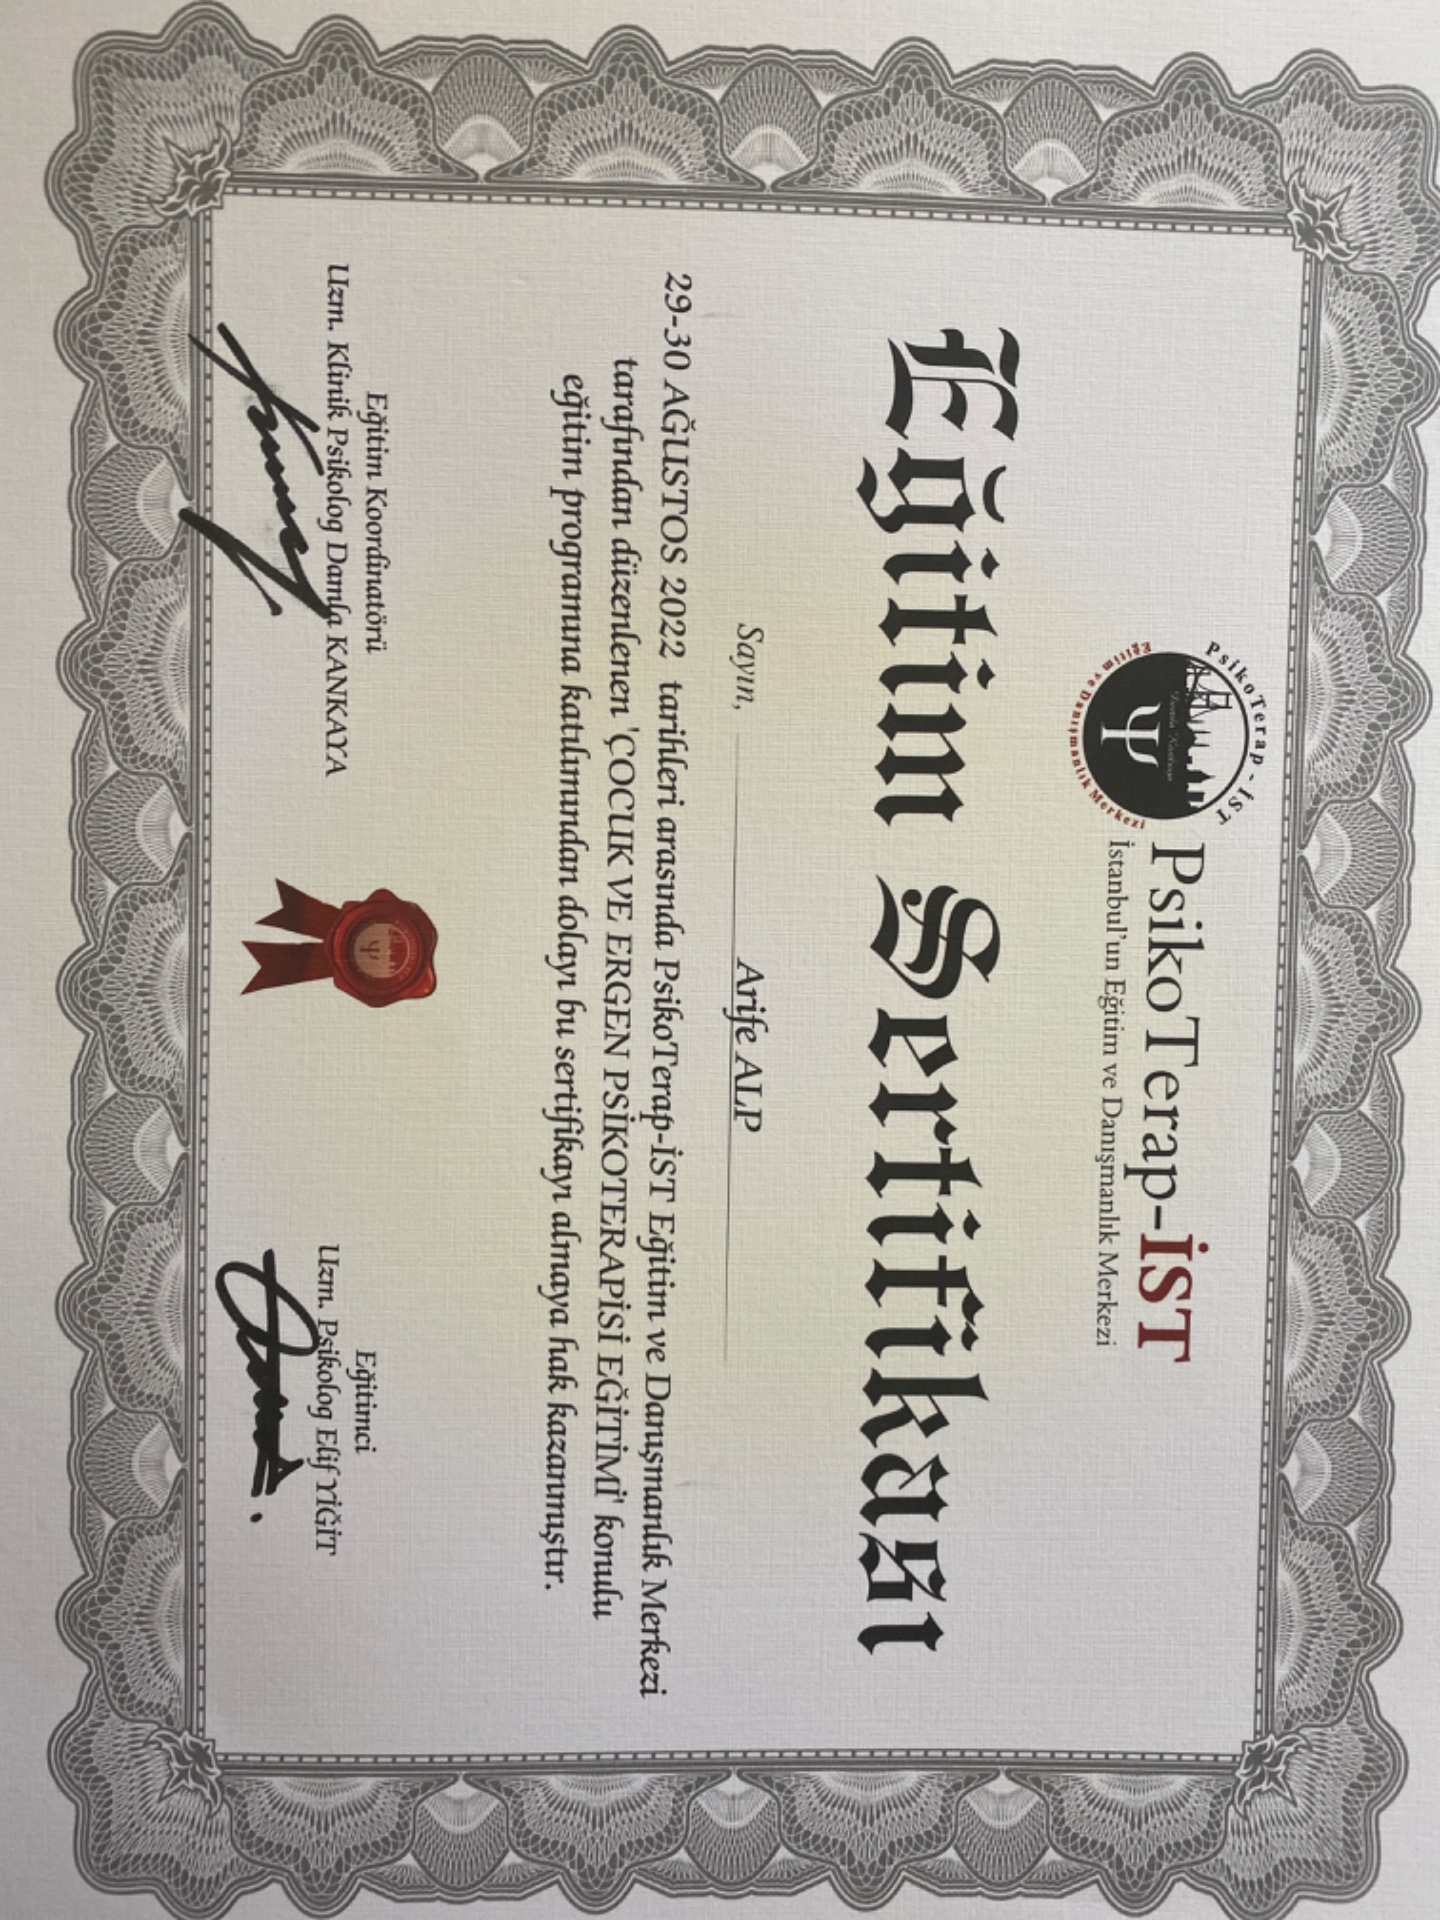 PsikoTerap - İST
Eğitim ve Danışmanlık Merkezi
PsikoTerap-İST
İstanbul'un Eğitim ve Danışmanlık Merkezi
Eğitim Sertifikası
Sayın, Arife ALP
29-30 AĞUSTOS 2022 tarihleri arasında PsikoTerap-İST Eğitim ve Danışmanlık Merkezi
tarafından düzenlenen 'ÇOCUK VE ERGEN PSİKOTERAPİSİ EĞİTİMİ' konulu
eğitim programına katılımından dolayı bu sertifikayı almaya hak kazanmıştır.
Eğitim Koordinatörü
Uzm. Klinik Psikolog Damla KANKAYA
Eğitimci
Uzm. Psikolog Elif YİĞİT